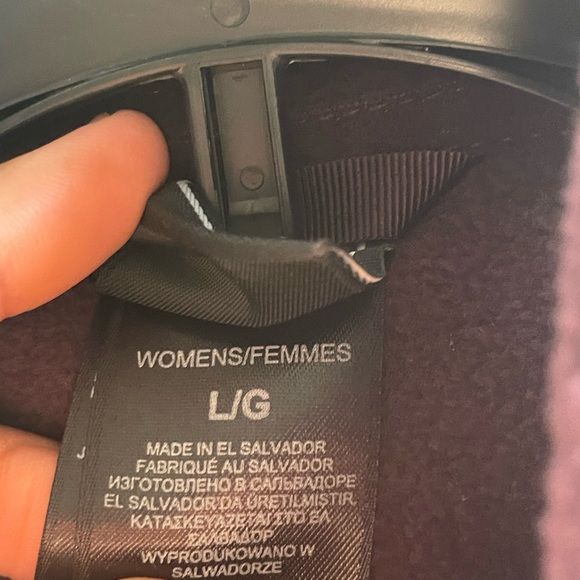 WOMENS/FEMMES
L/G
MADE IN EL SALVADOR
FABRIQUÉ AU SALVADOR
ИЗГОТОВЛЕНО В САЛЬВАДОРЕ
EL SALVADOR'DA ÜRETILMISTIR
ΚΑΤΑΣΚΕΥΑΖΕΤΑΙ ΣΤΟ ΕΛ
ΣΑΛΒΑΔΟΡ
WYPRODUKOWANO W
SALWADORZE